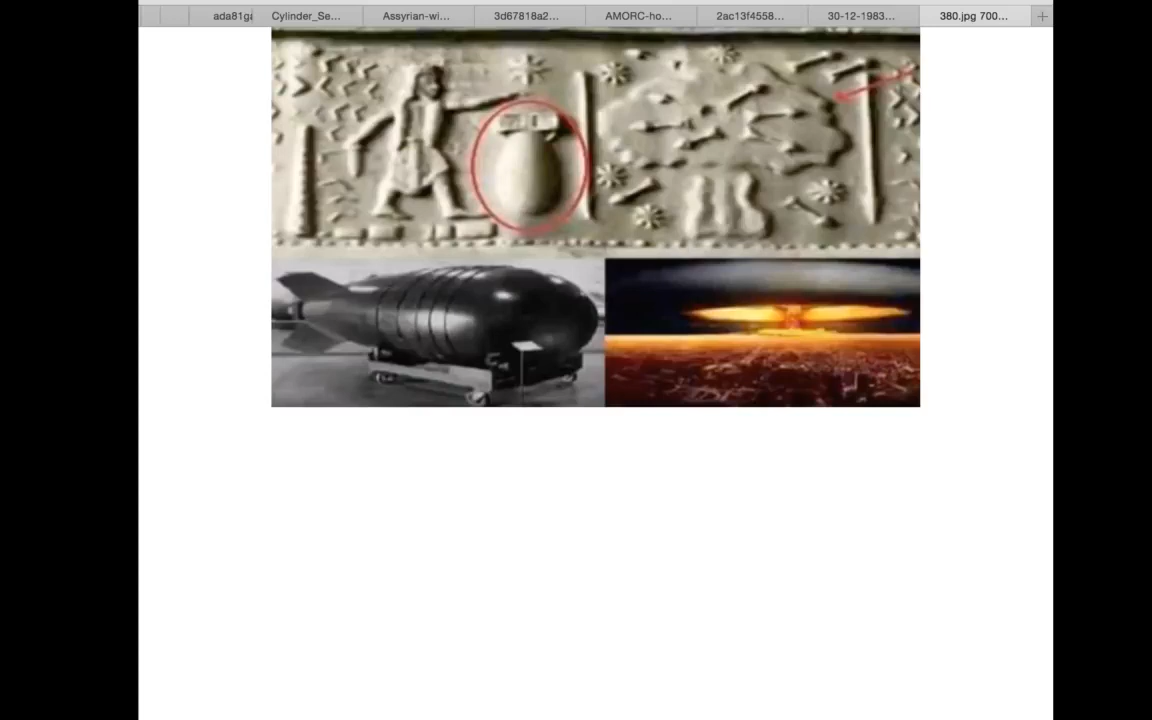 ada81ga
Cylinder_Se...
Assyrian-wi...
3d67818a2...
AMORC-ho...
2ac13f4558...
30-12-1983...
380.jpg 700...